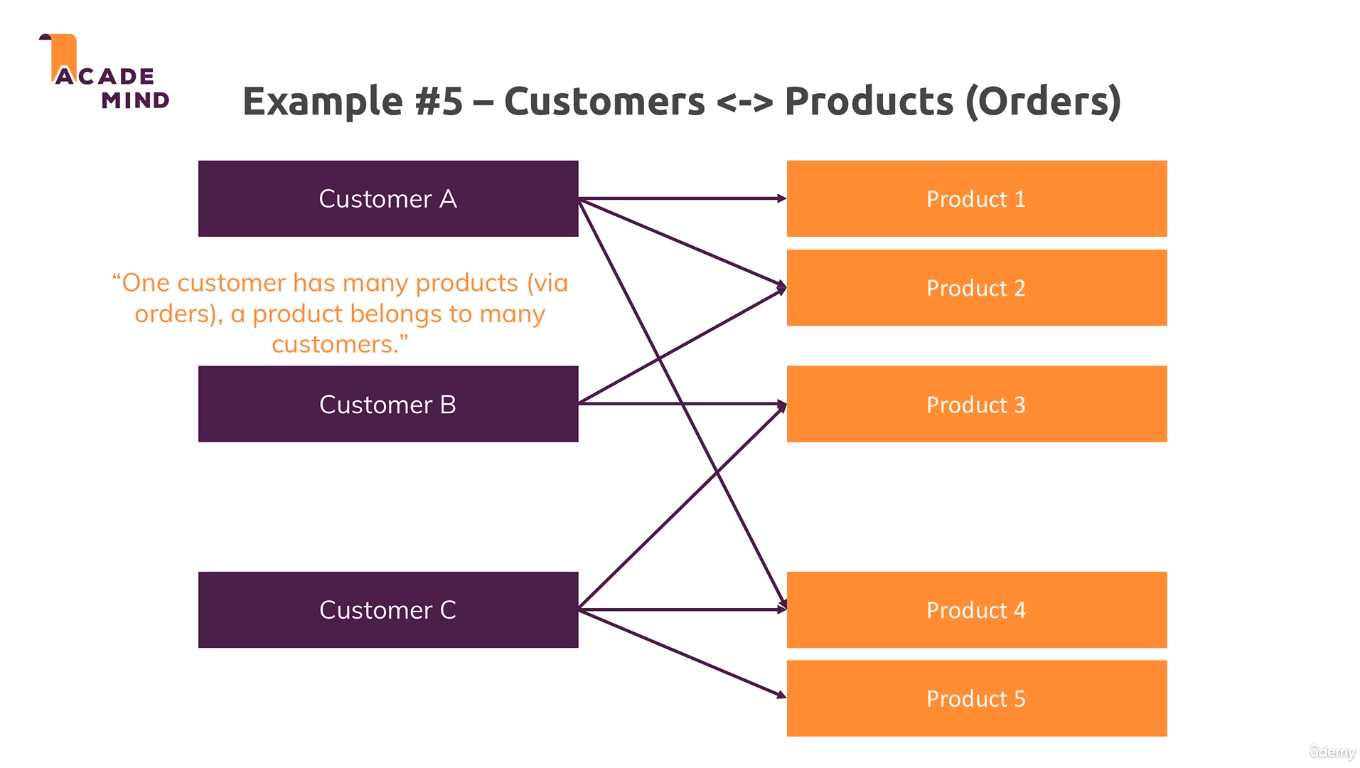 ACADE
MIND
Example #5 – Customers <-> Products (Orders)
Customer A
Product 1
Product 2
“One customer has many products (via
orders), a product belongs to many
customers.”
Customer B
Product 3
Customer C
Product 4
Product 5
ûdemy